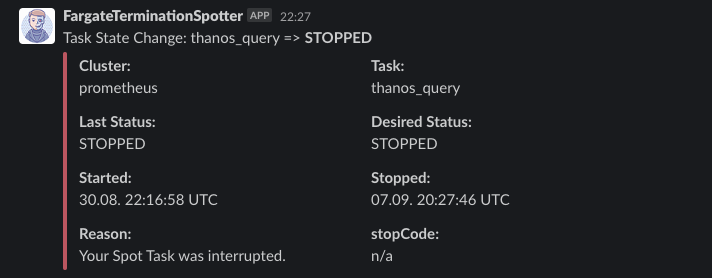 FargateTerminationSpotter APP 22:27
Task State Change: thanos_query => STOPPED
Cluster: Task:
prometheus thanos_query
Last Status: Desired Status:
STOPPED STOPPED
Started: Stopped:
30.08. 22:16:58 UTC 07.09. 20:27:46 UTC
Reason: stopCode:
Your Spot Task was interrupted. n/a